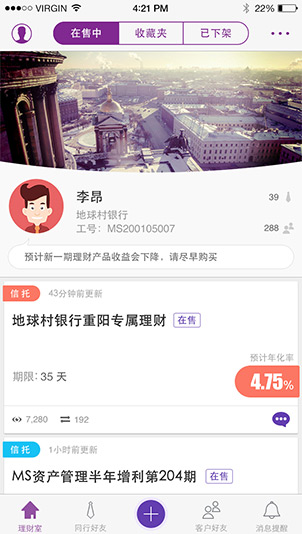 VIRGIN 4:21 PM 22%
在售中 收藏夹 已下架
李昂 39
地球村银行
工号：MS200105007 288
预计新一期理财产品收益会下降，请尽早购买
信托 43分钟前更新
地球村银行重阳专属理财 在售
预计年化率
期限：35 天 4.75%
7,280 192
信托 1小时前更新
MS资产管理半年增利第204期 在售
理财室 同行好友 客户好友 消息提醒